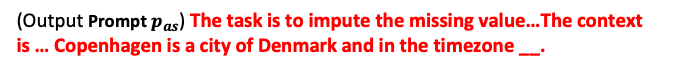 (Output Prompt p_as) The task is to impute the missing value...The context
is ... Copenhagen is a city of Denmark and in the timezone __.